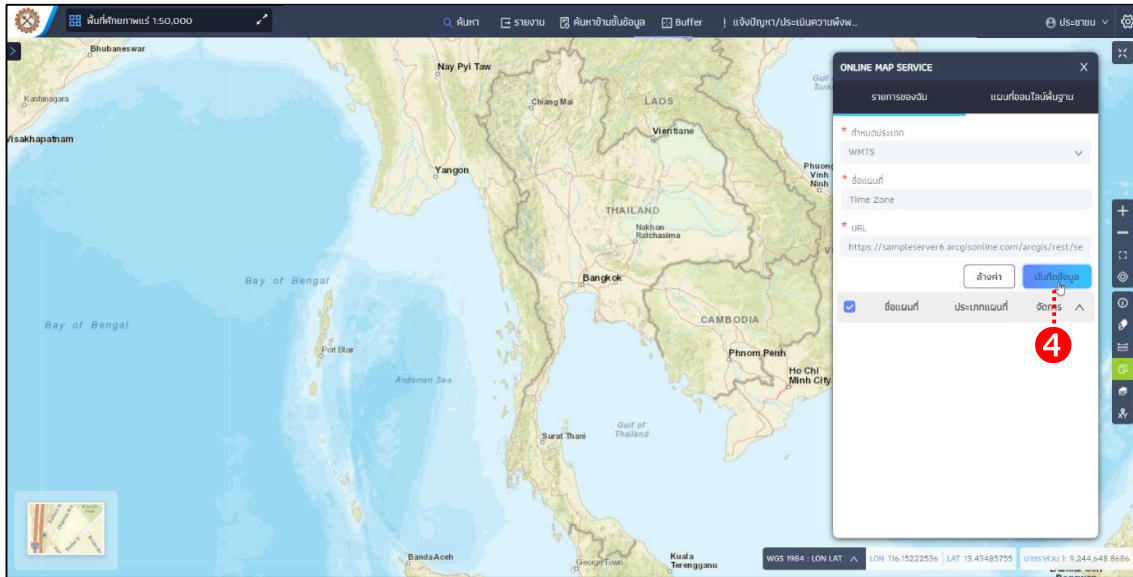 พื้นที่ศักยภาพแร่ 1:50,000
ค้นหา
รายงาน
ค้นหาข้ามชั้นข้อมูล
Buffer
! แจ้งปัญหา/ประเมินความพึงพ...
ประชาชน
ONLINE MAP SERVICE X
รายการของฉัน
แผนที่ออนไลน์พื้นฐาน
* กำหนดประเภท
WMTS
* ชื่อแผนที่
Time Zone
* URL
https://sampleserver6.arcgisonline.com/arcgis/rest/se
ล้างค่า
บันทึกข้อมูล
ชื่อแผนที่ ประเภทแผนที่ จัดการ
4
Bhubaneswar
Kashinagara
Visakhapatnam
Nay Pyi Taw
Chiang Mai
LAOS
Vientiane
Gulf
Yangon
Phuong
Vinh
Ninh
THAILAND
Nakhon
Ratchasima
Bay of Bengal
Bangkok
Bay of Bengal
CAMBODIA
Port Blair
Phnom Penh
Ho Chi
Minh City
Andaman Sea
Gulf of
Thailand
Surat Thani
Banda Aceh
George Town
Kuala
Terengganu
WGS 1984 : LON LAT
LON 116.15222536
LAT 13.43485755
มาตราส่วน 1: 9,244,648.8686